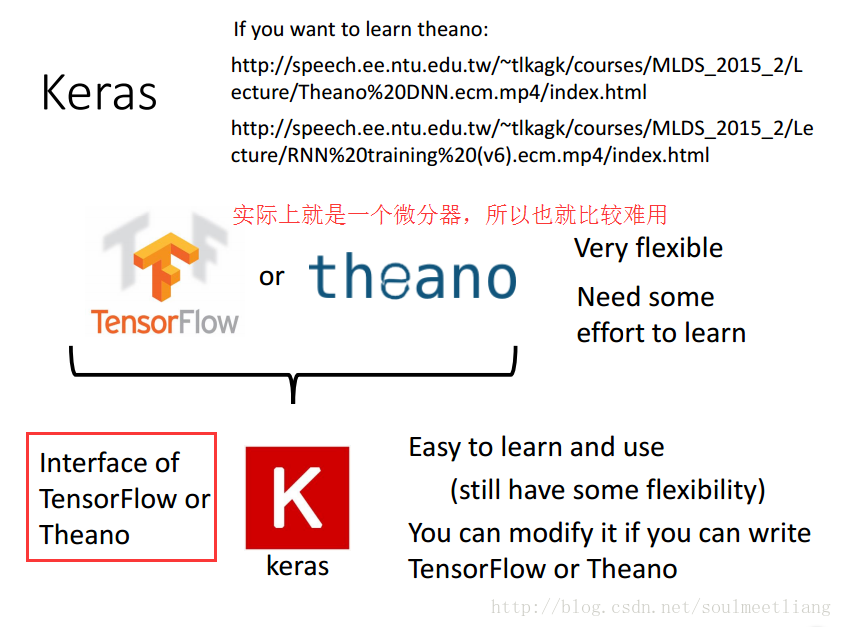 Keras
If you want to learn theano:
http://speech.ee.ntu.edu.tw/~tlkagk/courses/MLDS_2015_2/L
ecture/Theano%20DNN.ecm.mp4/index.html
http://speech.ee.ntu.edu.tw/~tlkagk/courses/MLDS_2015_2/Le
cture/RNN%20training%20(v6).ecm.mp4/index.html
实际上就是一个微分器，所以也就比较难用
TF
TensorFlow
or
theano
Very flexible
Need some
effort to learn
Interface of
TensorFlow or
Theano
K
keras
Easy to learn and use
(still have some flexibility)
You can modify it if you can write
TensorFlow or Theano
http://blog.csdn.net/soulmeetliang